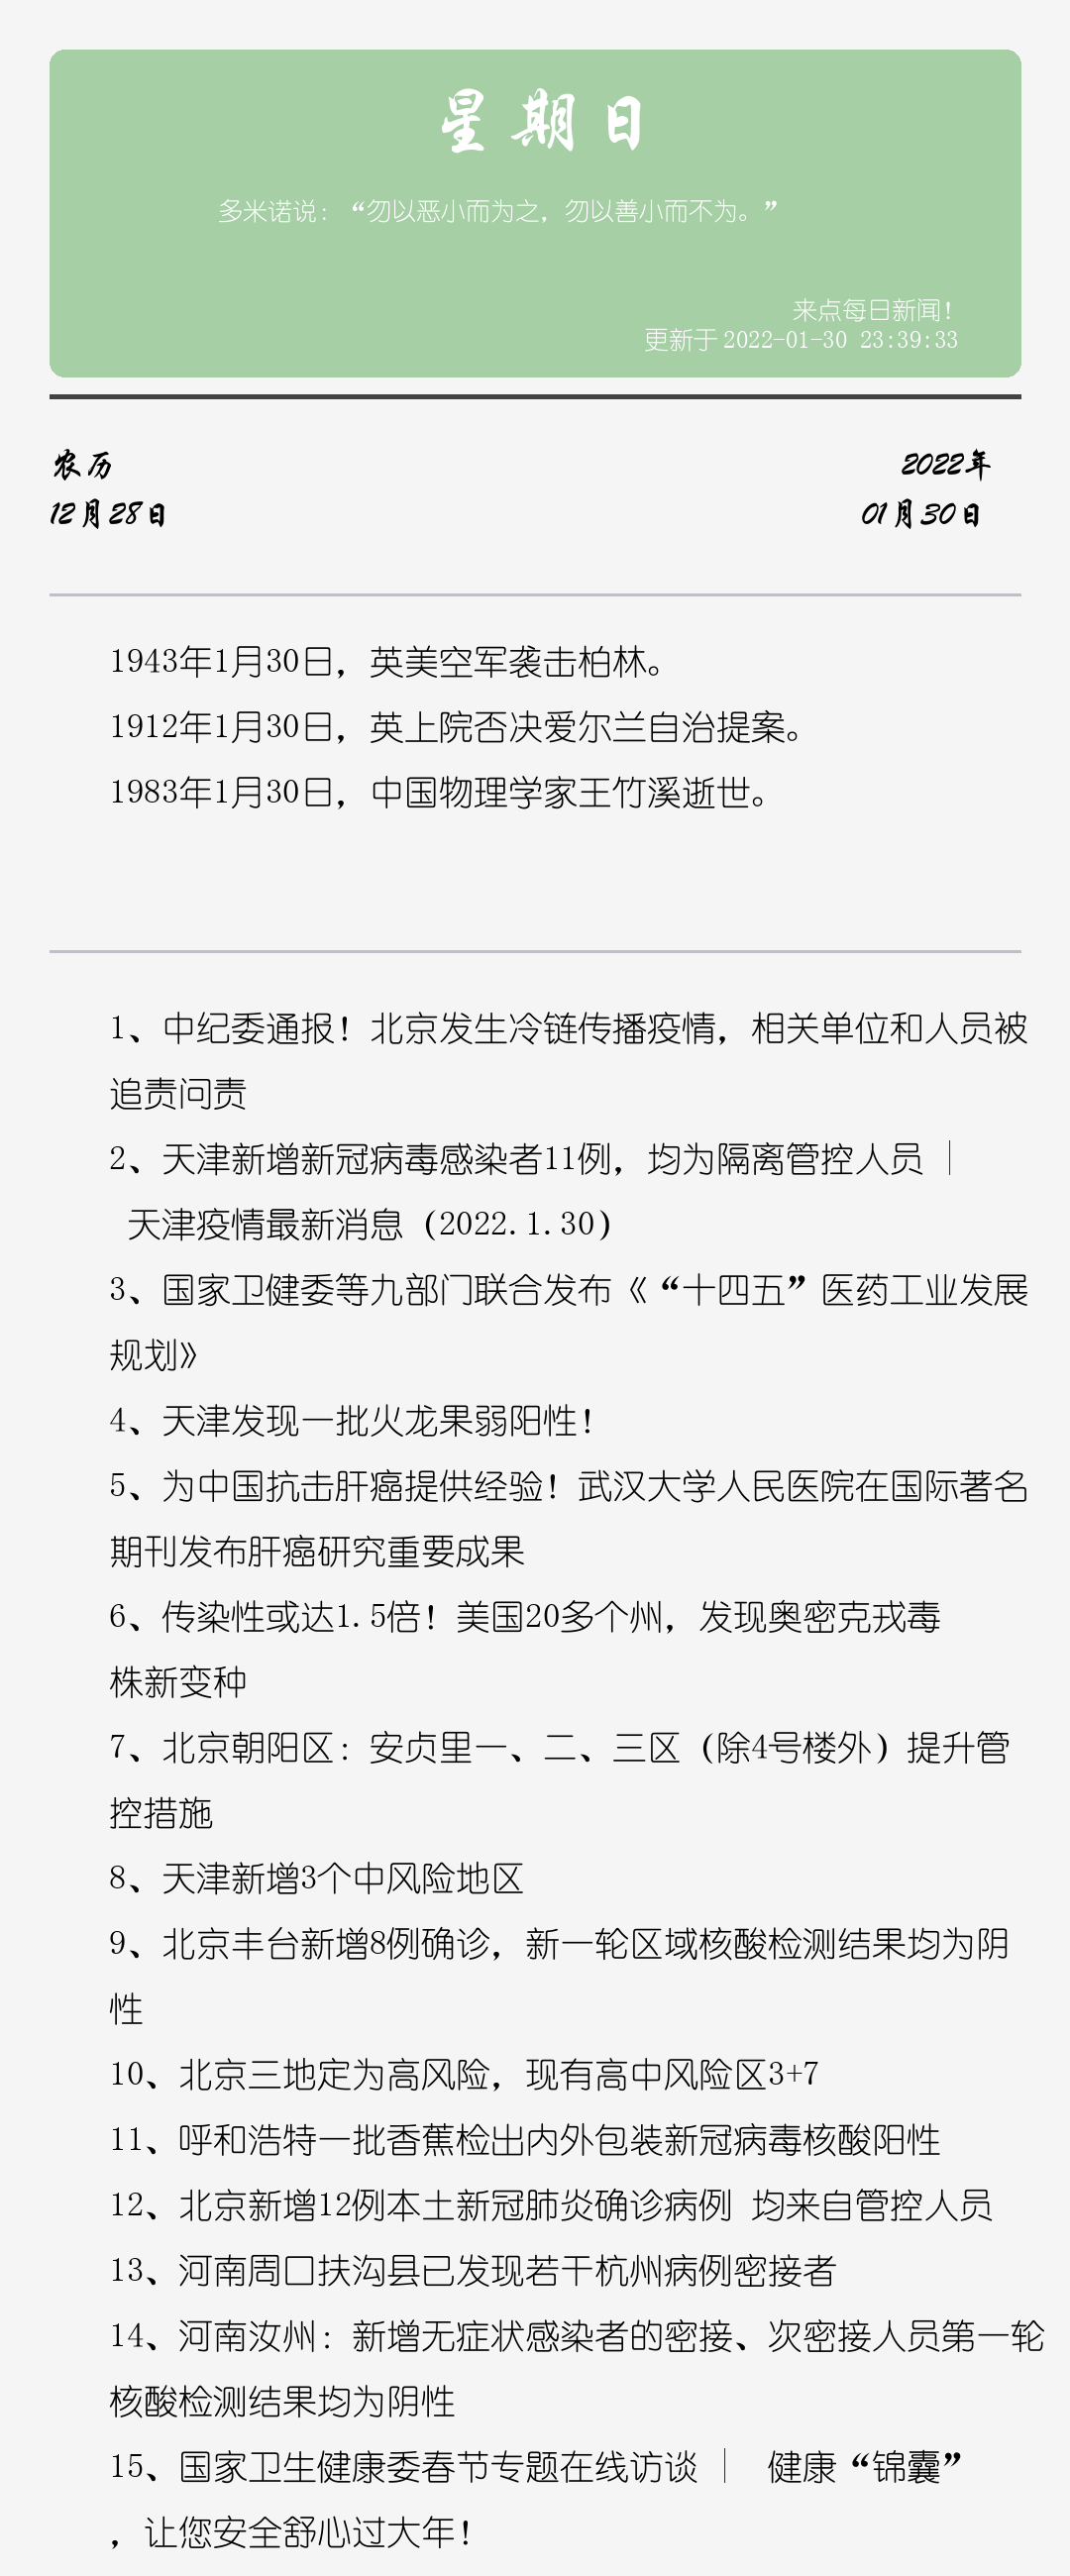 星期日
多米诺说：“勿以恶小而为之，勿以善小而不为。”
来点每日新闻！
更新于2022-01-30 23:39:33
农历
2022年
12月28日
01月30日
1943年1月30日，英美空军袭击柏林。
1912年1月30日，英上院否决爱尔兰自治提案。
1983年1月30日，中国物理学家王竹溪逝世。
1、中纪委通报！北京发生冷链传播疫情，相关单位和人员被
追责问责
2、天津新增新冠病毒感染者11例，均为隔离管控人员 ｜
天津疫情最新消息（2022.1.30）
3、国家卫健委等九部门联合发布《“十四五”医药工业发展
规划》
4、天津发现一批火龙果弱阳性！
5、为中国抗击肝癌提供经验！武汉大学人民医院在国际著名
期刊发布肝癌研究重要成果
6、传染性或达1.5倍！美国20多个州，发现奥密克戎毒
株新变种
7、北京朝阳区：安贞里一、二、三区（除4号楼外）提升管
控措施
8、天津新增3个中风险地区
9、北京丰台新增8例确诊，新一轮区域核酸检测结果均为阴
性
10、北京三地定为高风险，现有高中风险区3+7
11、呼和浩特一批香蕉检出内外包装新冠病毒核酸阳性
12、北京新增12例本土新冠肺炎确诊病例 均来自管控人员
13、河南周口扶沟县已发现若干杭州病例密接者
14、河南汝州：新增无症状感染者的密接、次密接人员第一轮
核酸检测结果均为阴性
15、国家卫生健康委春节专题在线访谈 ｜ 健康“锦囊”
，让您安全舒心过大年！